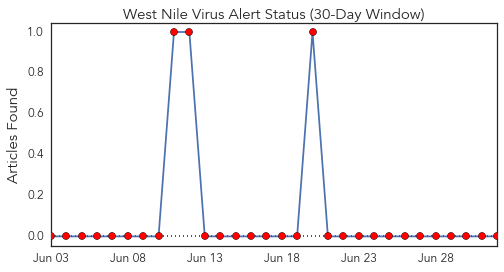 West Nile Virus Alert Status (30-Day Window)
Articles Found
1.0
0.8
0.6
0.4
0.2
0.0
Jun 03 Jun 08 Jun 13 Jun 18 Jun 23 Jun 28